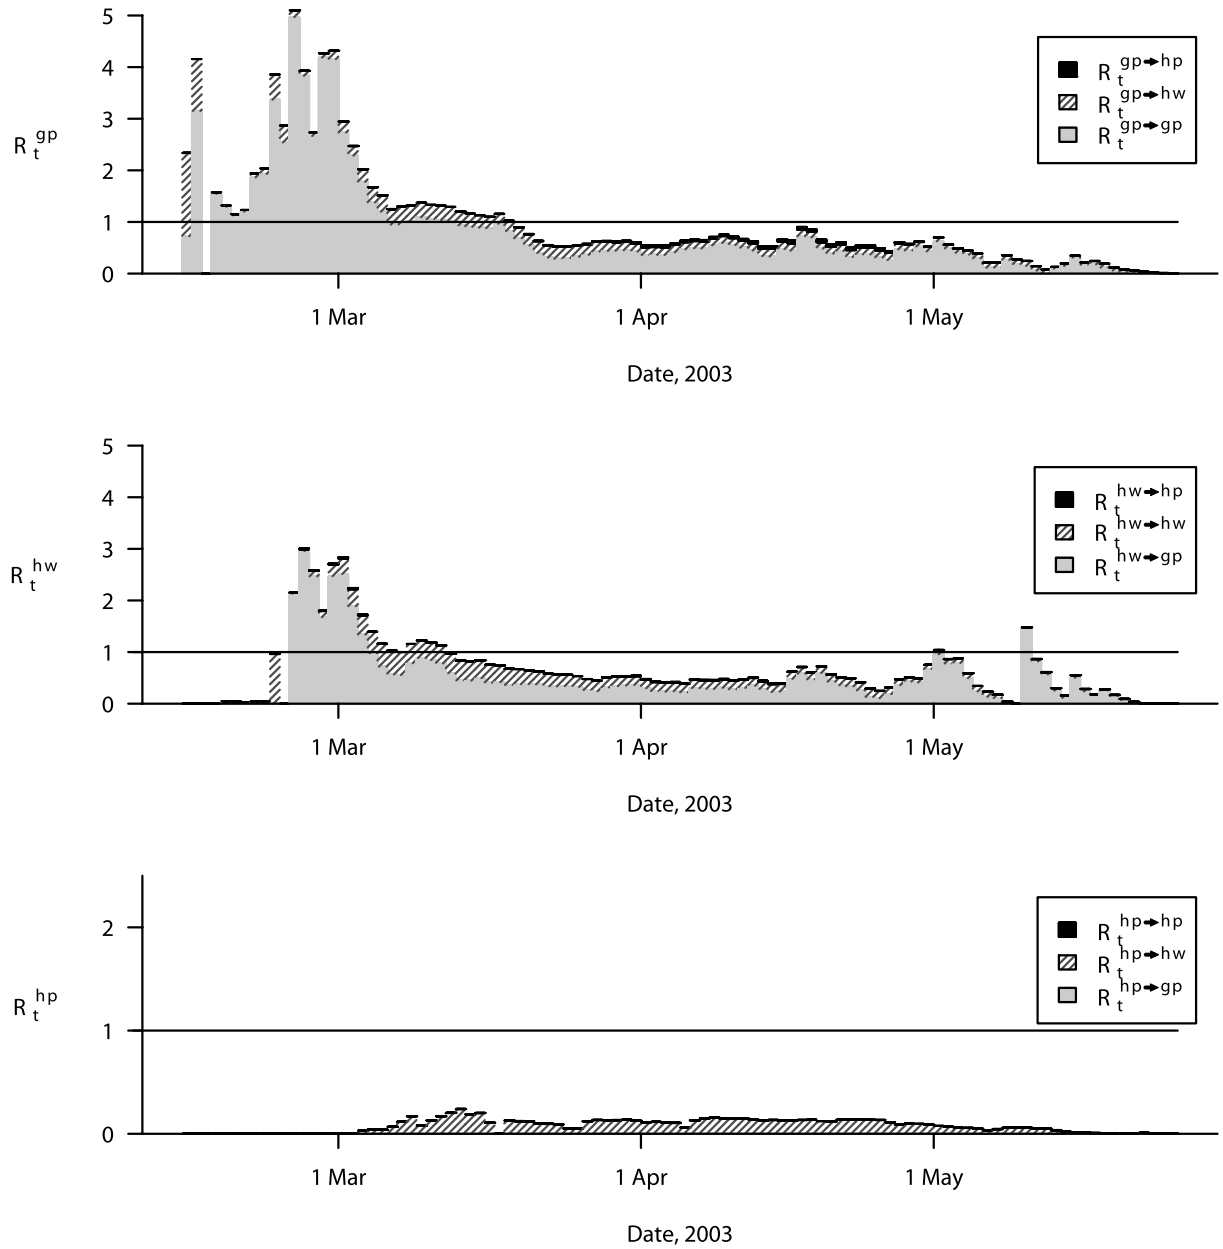 5
4
3
2
1
0
R t gp
R t gp→hp
R t gp→hw
R t gp→gp
1 Mar
1 Apr
1 May
Date, 2003
5
4
3
2
1
0
R t hw
R t hw→hp
R t hw→hw
R t hw→gp
1 Mar
1 Apr
1 May
Date, 2003
2
1
0
R t hp
R t hp→hp
R t hp→hw
R t hp→gp
1 Mar
1 Apr
1 May
Date, 2003